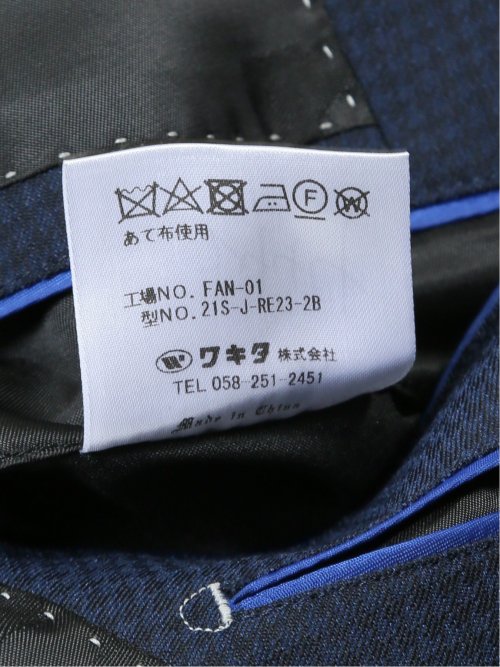 F W
あて布使用
工場NO. FAN-01
型NO. 21S-J-RE23-2B
W ワキタ 株式会社
TEL 058-251-2451
Made in China